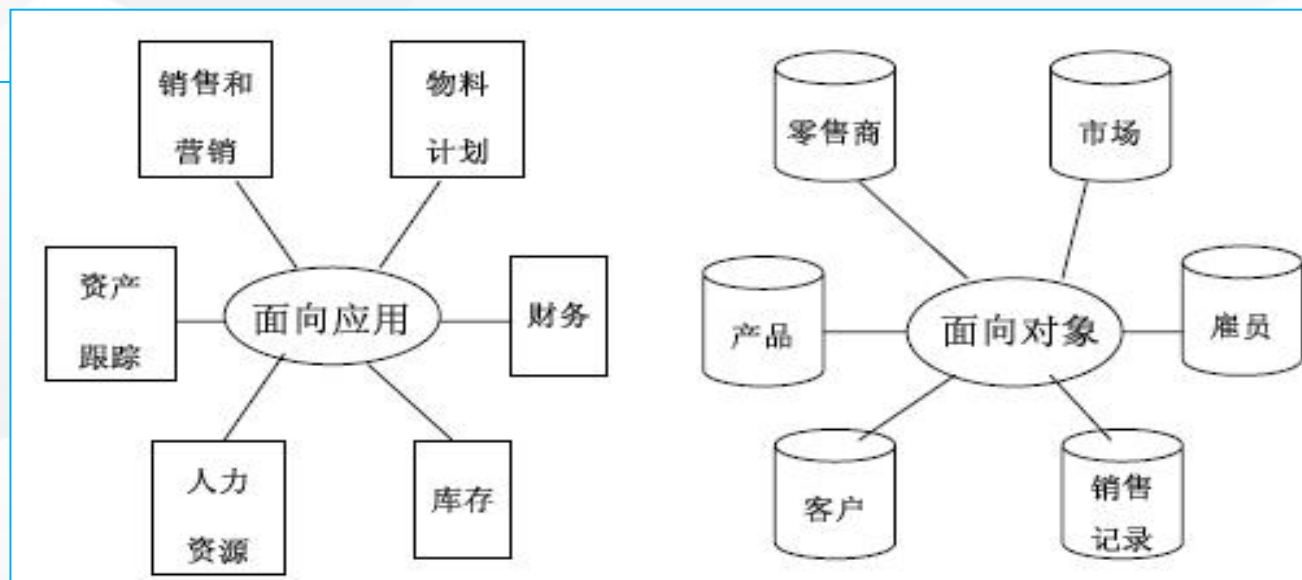 销售和
营销
物料
计划
资产
跟踪
面向应用
财务
人力
资源
库存
零售商
市场
产品
面向对象
雇员
客户
销售
记录